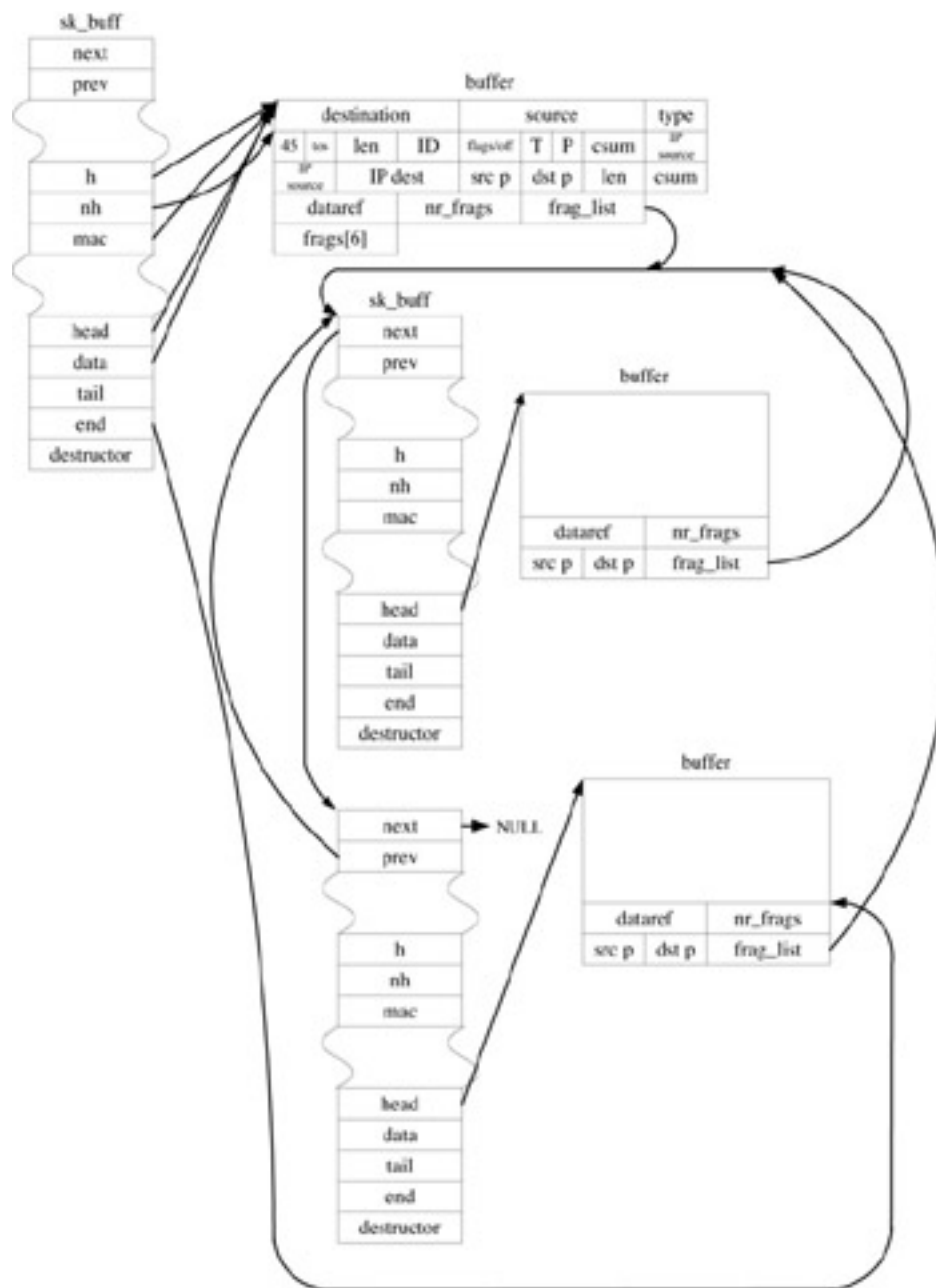 sk_buff
next
prev
h
nh
mac
head
data
tail
end
destructor
buffer
destination source type
45 tos len ID flags/off T P csum IP source
IP source IP dest src p dst p len csum
dataref nr_frags frag_list
frags[6]
sk_buff
next
prev
h
nh
mac
head
data
tail
end
destructor
buffer
dataref nr_frags
src p dst p frag_list
next NULL
prev
h
nh
mac
head
data
tail
end
destructor
buffer
dataref nr_frags
src p dst p frag_list